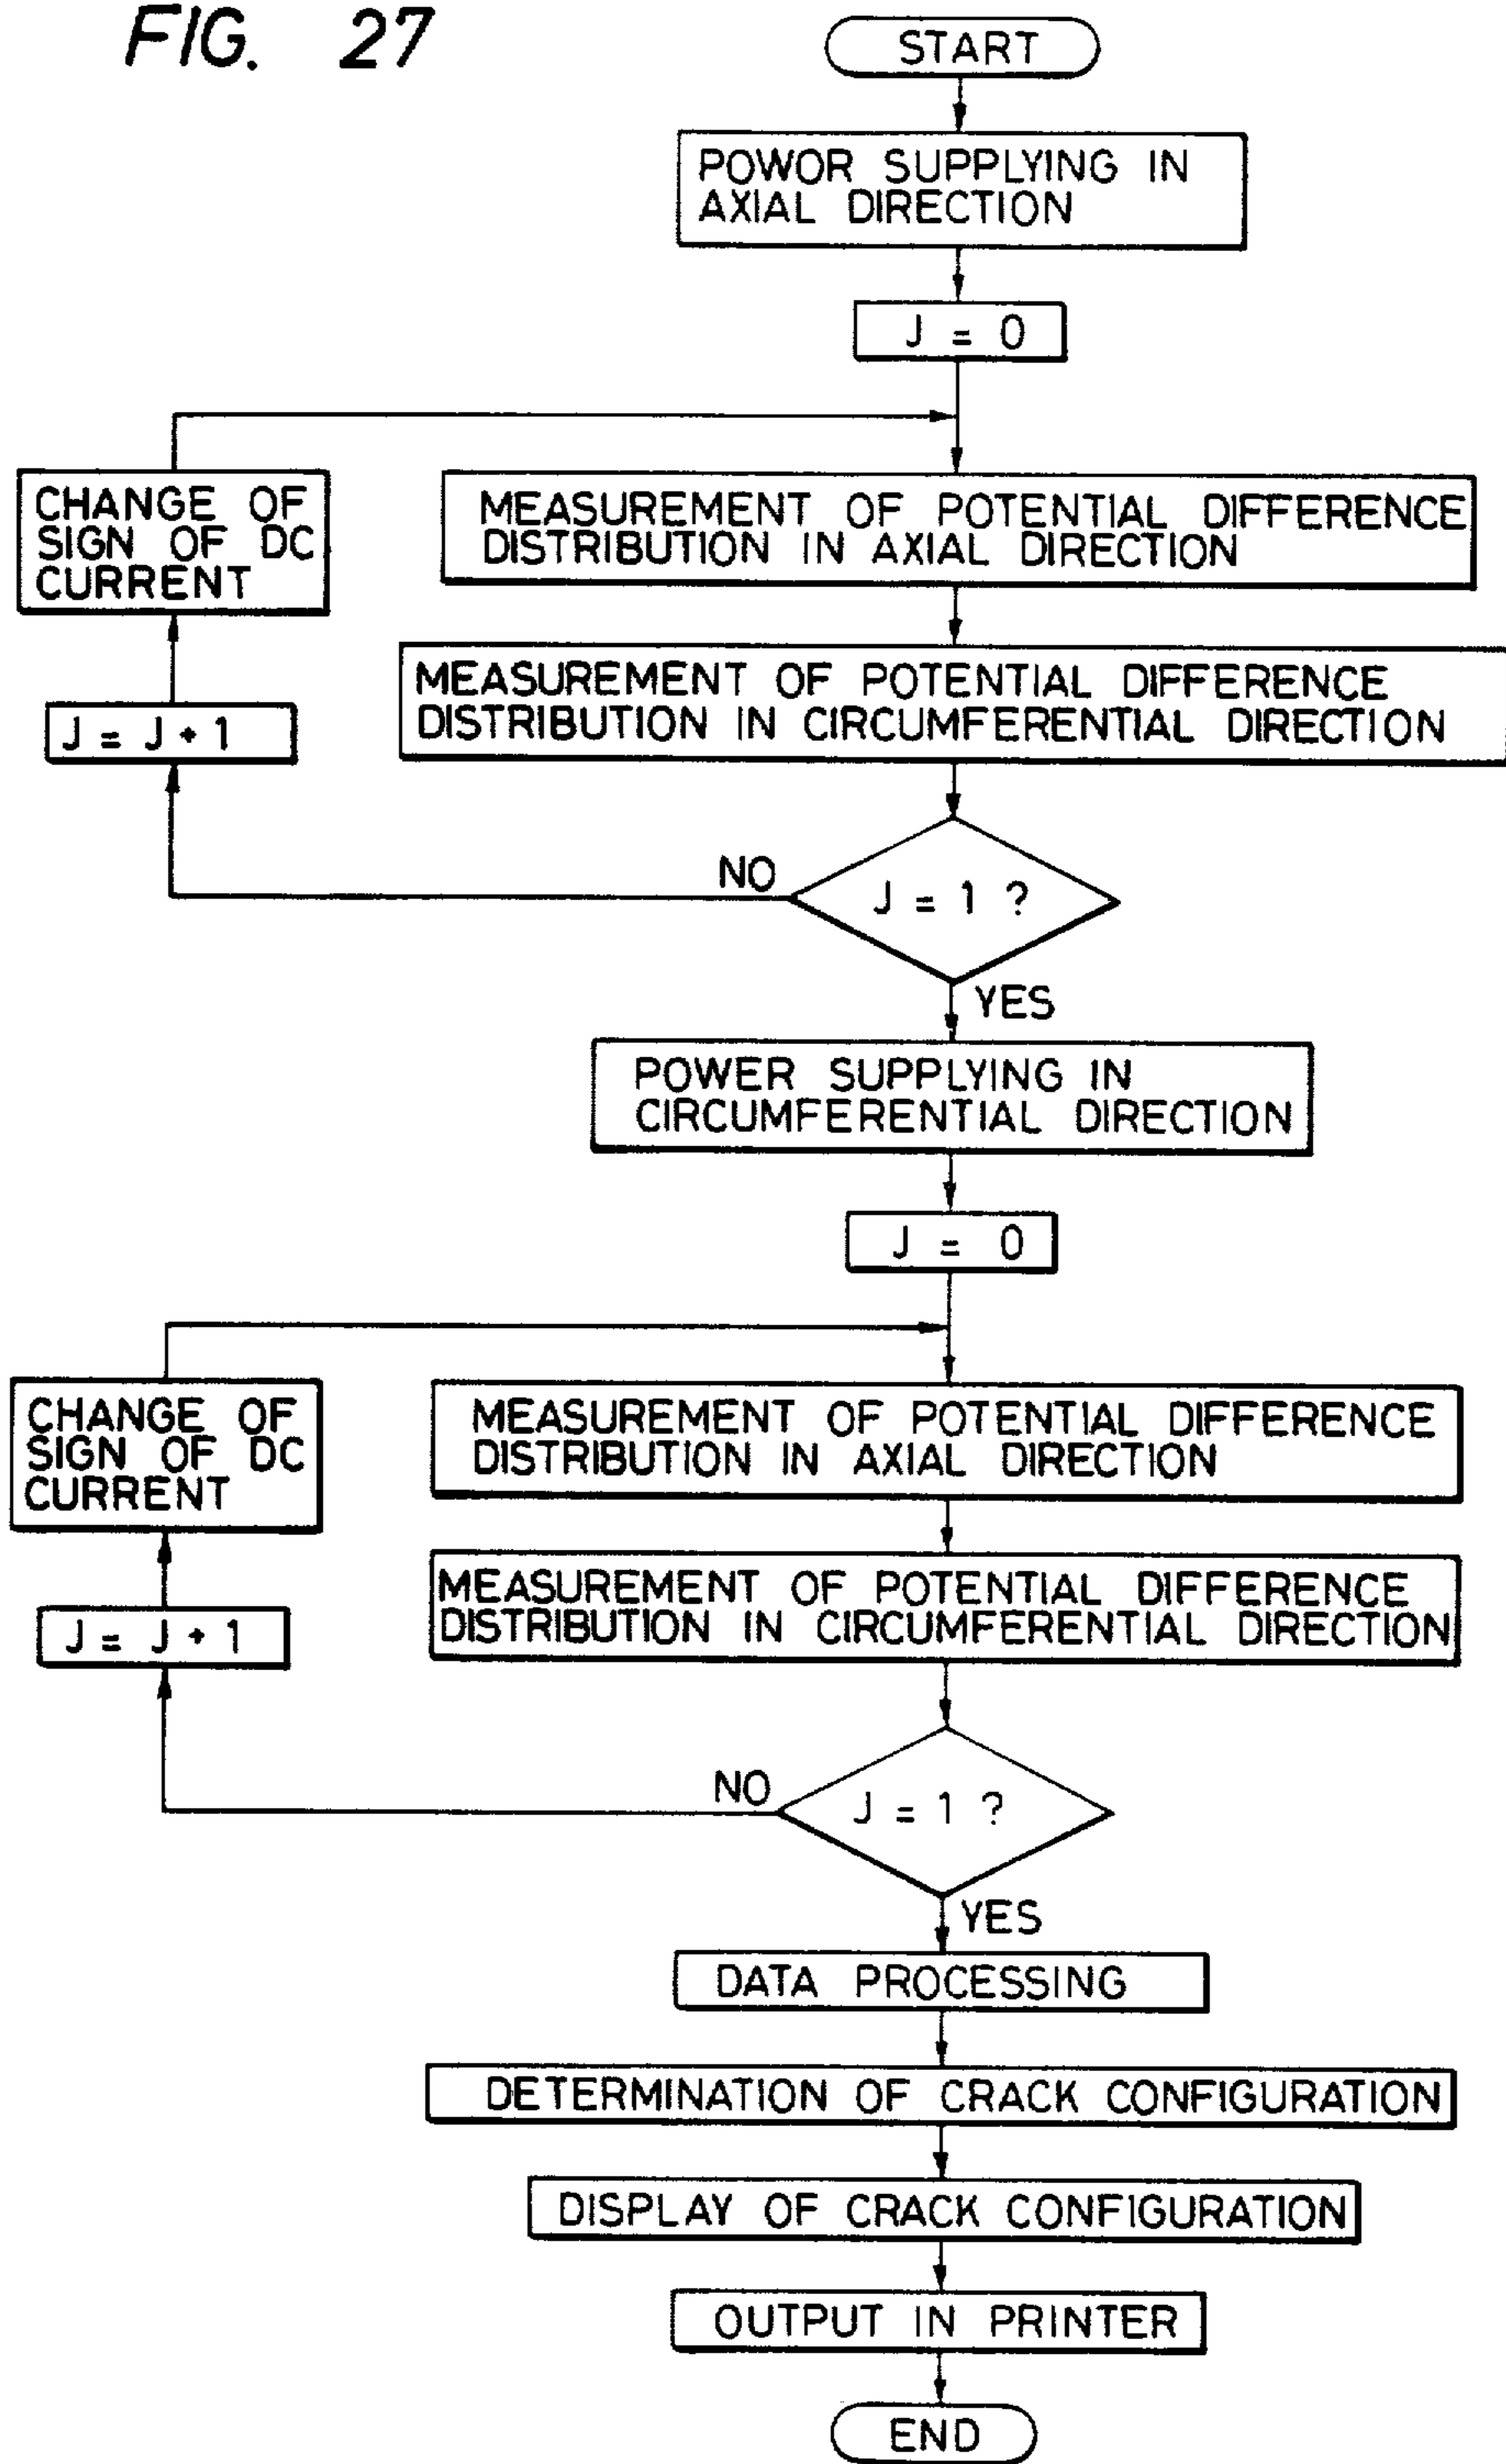 FIG. 27
START
POWOR SUPPLYING IN
AXIAL DIRECTION
J = 0
CHANGE OF
SIGN OF DC
CURRENT
MEASUREMENT OF POTENTIAL DIFFERENCE
DISTRIBUTION IN AXIAL DIRECTION
MEASUREMENT OF POTENTIAL DIFFERENCE
DISTRIBUTION IN CIRCUMFERENTIAL DIRECTION
J = J + 1
NO
J = 1 ?
YES
POWER SUPPLYING IN
CIRCUMFERENTIAL DIRECTION
J = 0
CHANGE OF
SIGN OF DC
CURRENT
MEASUREMENT OF POTENTIAL DIFFERENCE
DISTRIBUTION IN AXIAL DIRECTION
MEASUREMENT OF POTENTIAL DIFFERENCE
DISTRIBUTION IN CIRCUMFERENTIAL DIRECTION
J = J + 1
NO
J = 1 ?
YES
DATA PROCESSING
DETERMINATION OF CRACK CONFIGURATION
DISPLAY OF CRACK CONFIGURATION
OUTPUT IN PRINTER
END